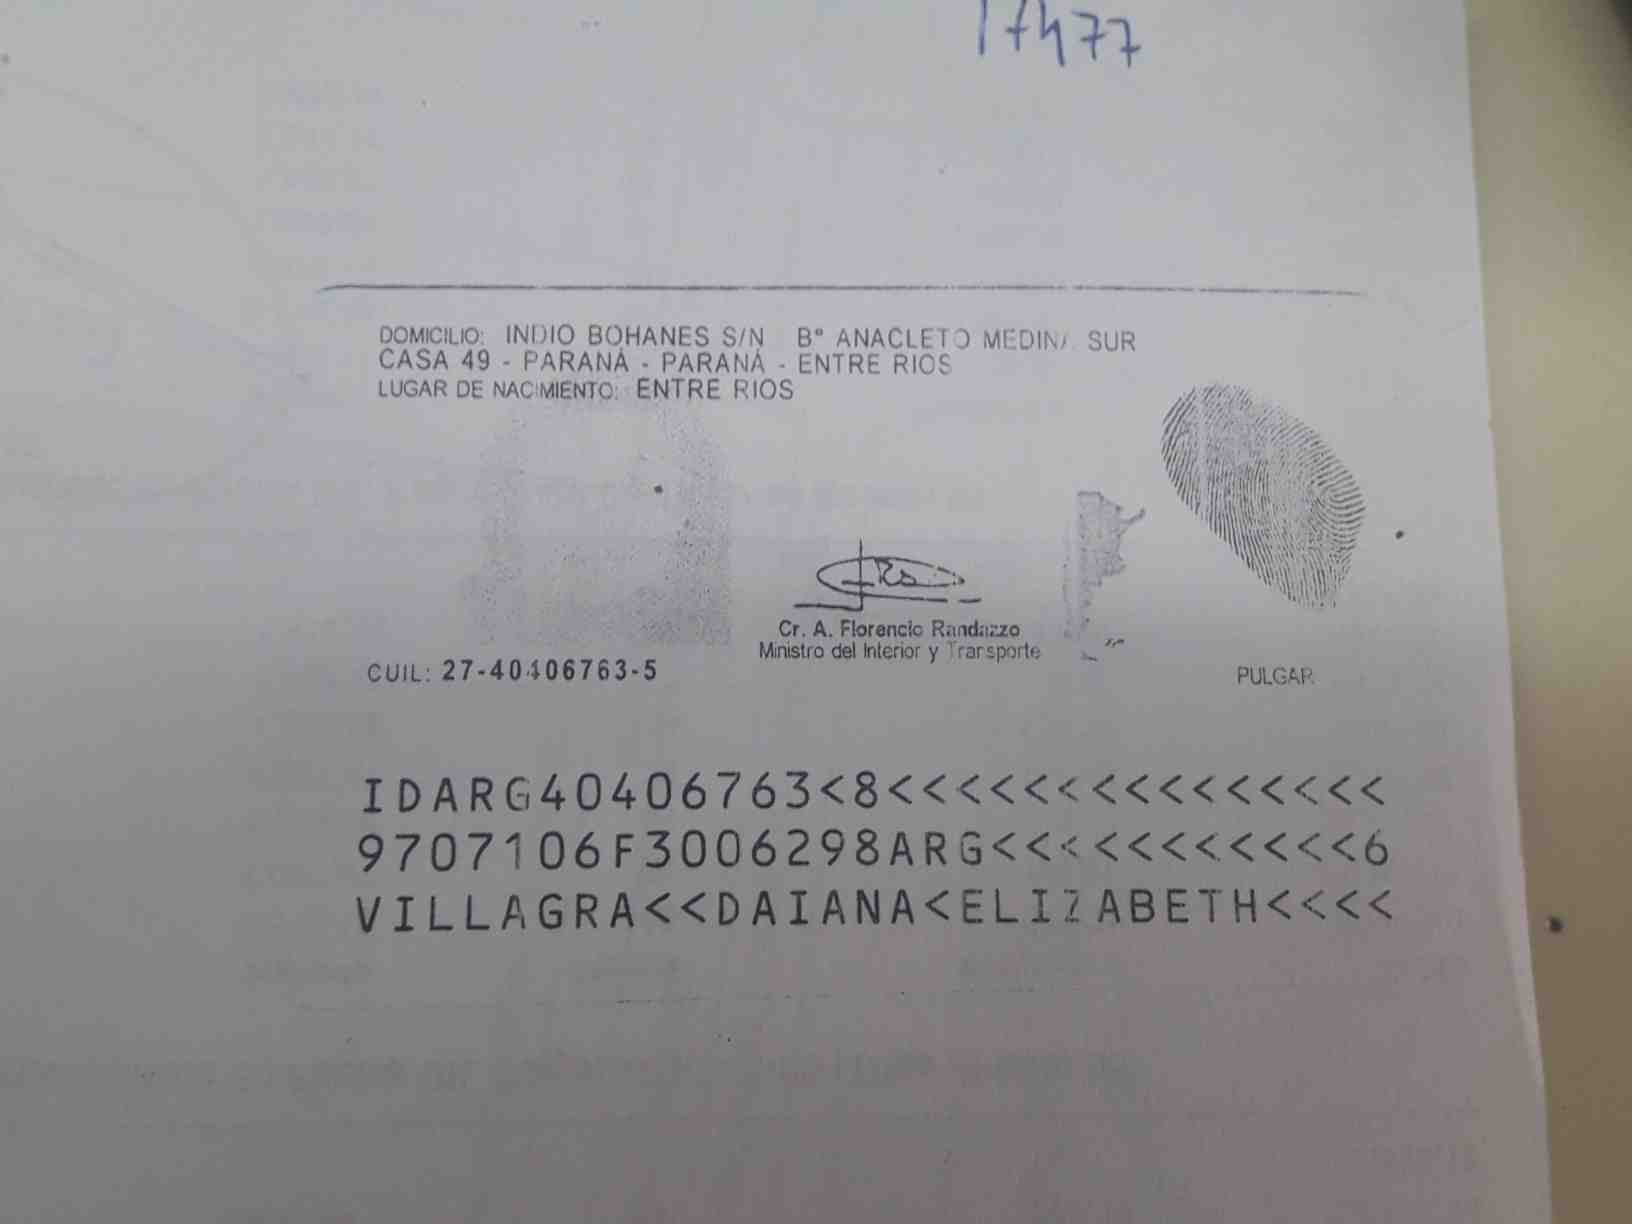 17477
DOMICILIO: INDIO BOHANES S/N Bº ANACLETO MEDINA SUR
CASA 49 - PARANÁ - PARANÁ - ENTRE RIOS
LUGAR DE NACIMIENTO: ENTRE RIOS
Cr. A. Florencio Randazzo
Ministro del Interior y Transporte
CUIL: 27-40406763-5
PULGAR
IDARG40406763<8<<<<<<<<<<<<<<<
9707106F3006298ARG<<<<<<<<<<<6
VILLAGRA<<DAIANA<ELIZABETH<<<<